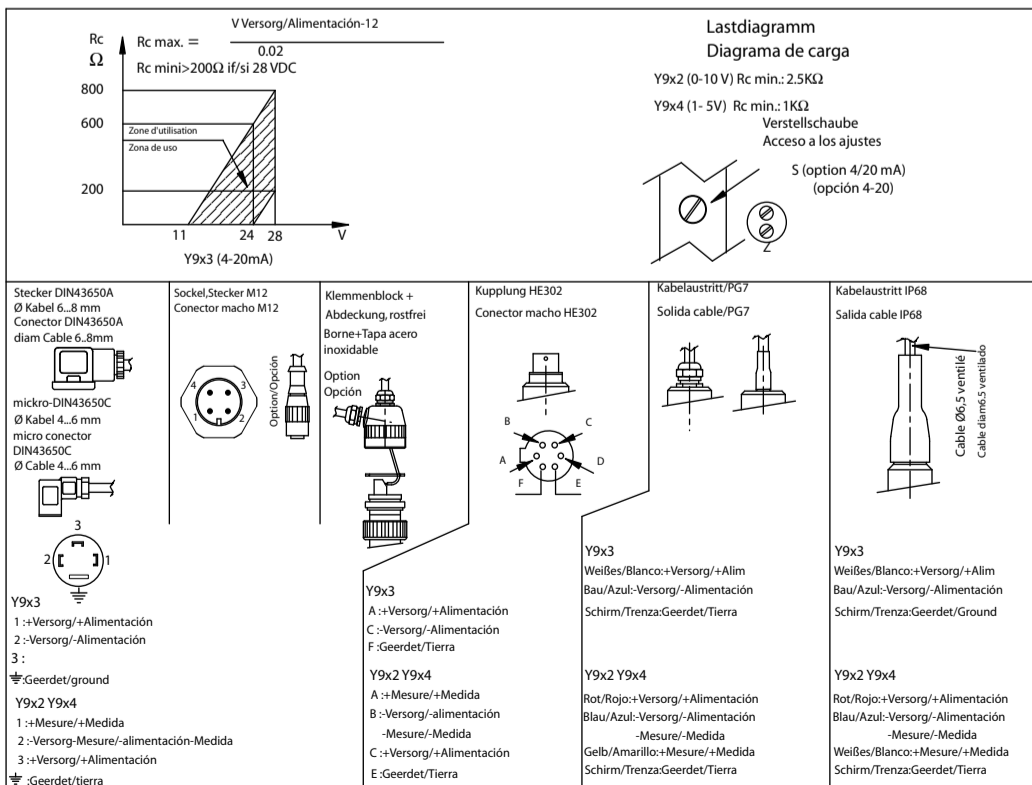 V Versorg/Alimentación-12
Rc max. =
0.02
Rc
Ω
Rc mini>200Ω if/si 28 VDC
800
600
200
Zone d'utilisation
Zona de uso
11
24
28
V
Y9x3 (4-20mA)
Lastdiagramm
Diagrama de carga
Y9x2 (0-10 V) Rc min.: 2.5KΩ
Y9x4 (1- 5V) Rc min.: 1KΩ
Verstellschaube
Acceso a los ajustes
S (option 4/20 mA)
(opción 4-20)
Z
Stecker DIN43650A
Ø Kabel 6...8 mm
Conector DIN43650A
diam Cable 6..8mm
mickro-DIN43650C
Ø Kabel 4...6 mm
micro conector
DIN43650C
Ø Cable 4...6 mm
3
2
1
Y9x3
1 :+Versorg/+Alimentación
2 :-Versorg/-Alimentación
3 :
:Geerdet/ground
Y9x2 Y9x4
1 :+Mesure/+Medida
2 :-Versorg-Mesure/-alimentación-Medida
3 :+Versorg/+Alimentación
:Geerdet/tierra
Sockel,Stecker M12
Conector macho M12
4
3
1
2
Option/Opción
Klemmenblock +
Abdeckung, rostfrei
Borne+Tapa acero
inoxidable
Option
Opción
Kupplung HE302
Conector macho HE302
B
C
A
D
F
E
Y9x3
A :+Versorg/+Alimentación
C :-Versorg/-Alimentación
F :Geerdet/Tierra
Y9x2 Y9x4
A :+Mesure/+Medida
B :-Versorg/-alimentación
-Mesure/-Medida
C :+Versorg/+Alimentación
E :Geerdet/Tierra
Kabelaustritt/PG7
Solida cable/PG7
Y9x3
Weißes/Blanco:+Versorg/+Alim
Bau/Azul:-Versorg/-Alimentación
Schirm/Trenza:Geerdet/Tierra
Y9x2 Y9x4
Rot/Rojo:+Versorg/+Alimentación
Blau/Azul:-Versorg/-Alimentación
-Mesure/-Medida
Gelb/Amarillo:+Mesure/+Medida
Schirm/Trenza:Geerdet/Tierra
Kabelaustritt IP68
Salida cable IP68
Cable Ø6,5 ventilé
Cable diam6.5 ventilado
Y9x3
Weißes/Blanco:+Versorg/+Alim
Bau/Azul:-Versorg/-Alimentación
Schirm/Trenza:Geerdet/Ground
Y9x2 Y9x4
Rot/Rojo:+Versorg/+Alimentación
Blau/Azul:-Versorg/-Alimentación
-Mesure/-Medida
Weißes/Blanco:+Mesure/+Medida
Schirm/Trenza:Geerdet/Tierra